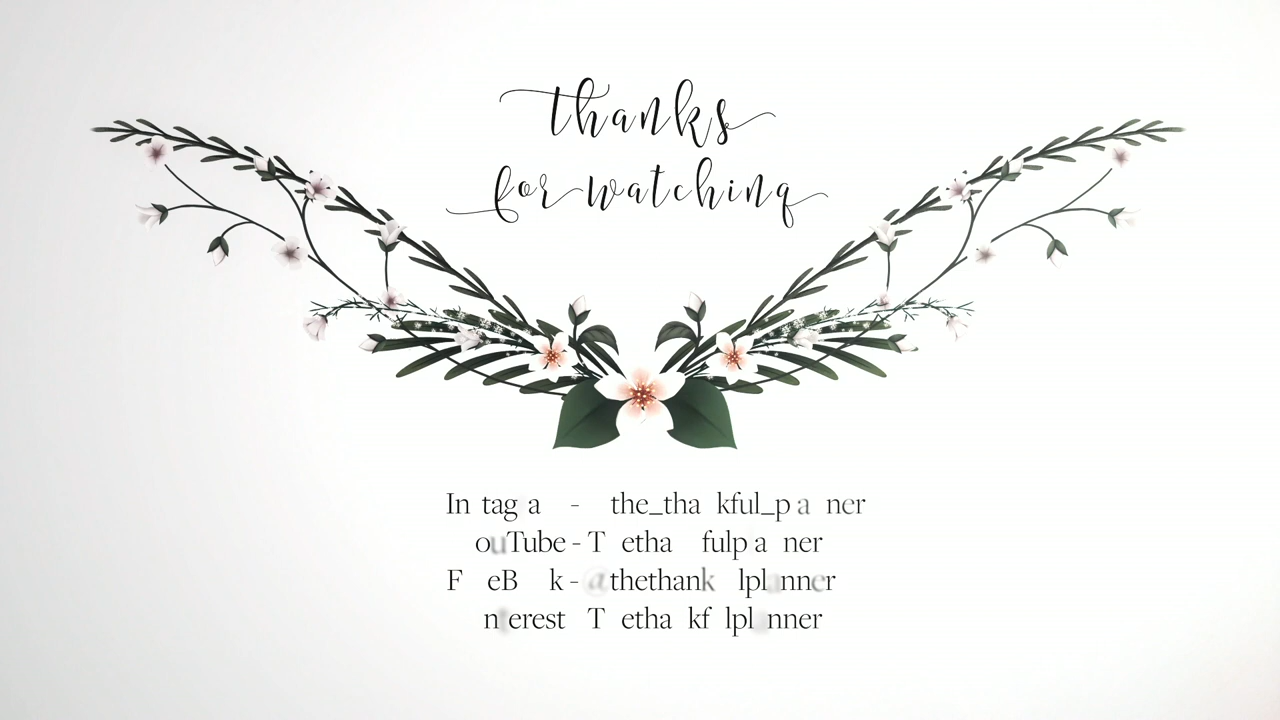 thanks
for watching
In tag a - the_tha kful_p a ner
ouTube - T etha fulp a ner
F eB k - @thethank lpl nner
nterest T etha kf lpl nner